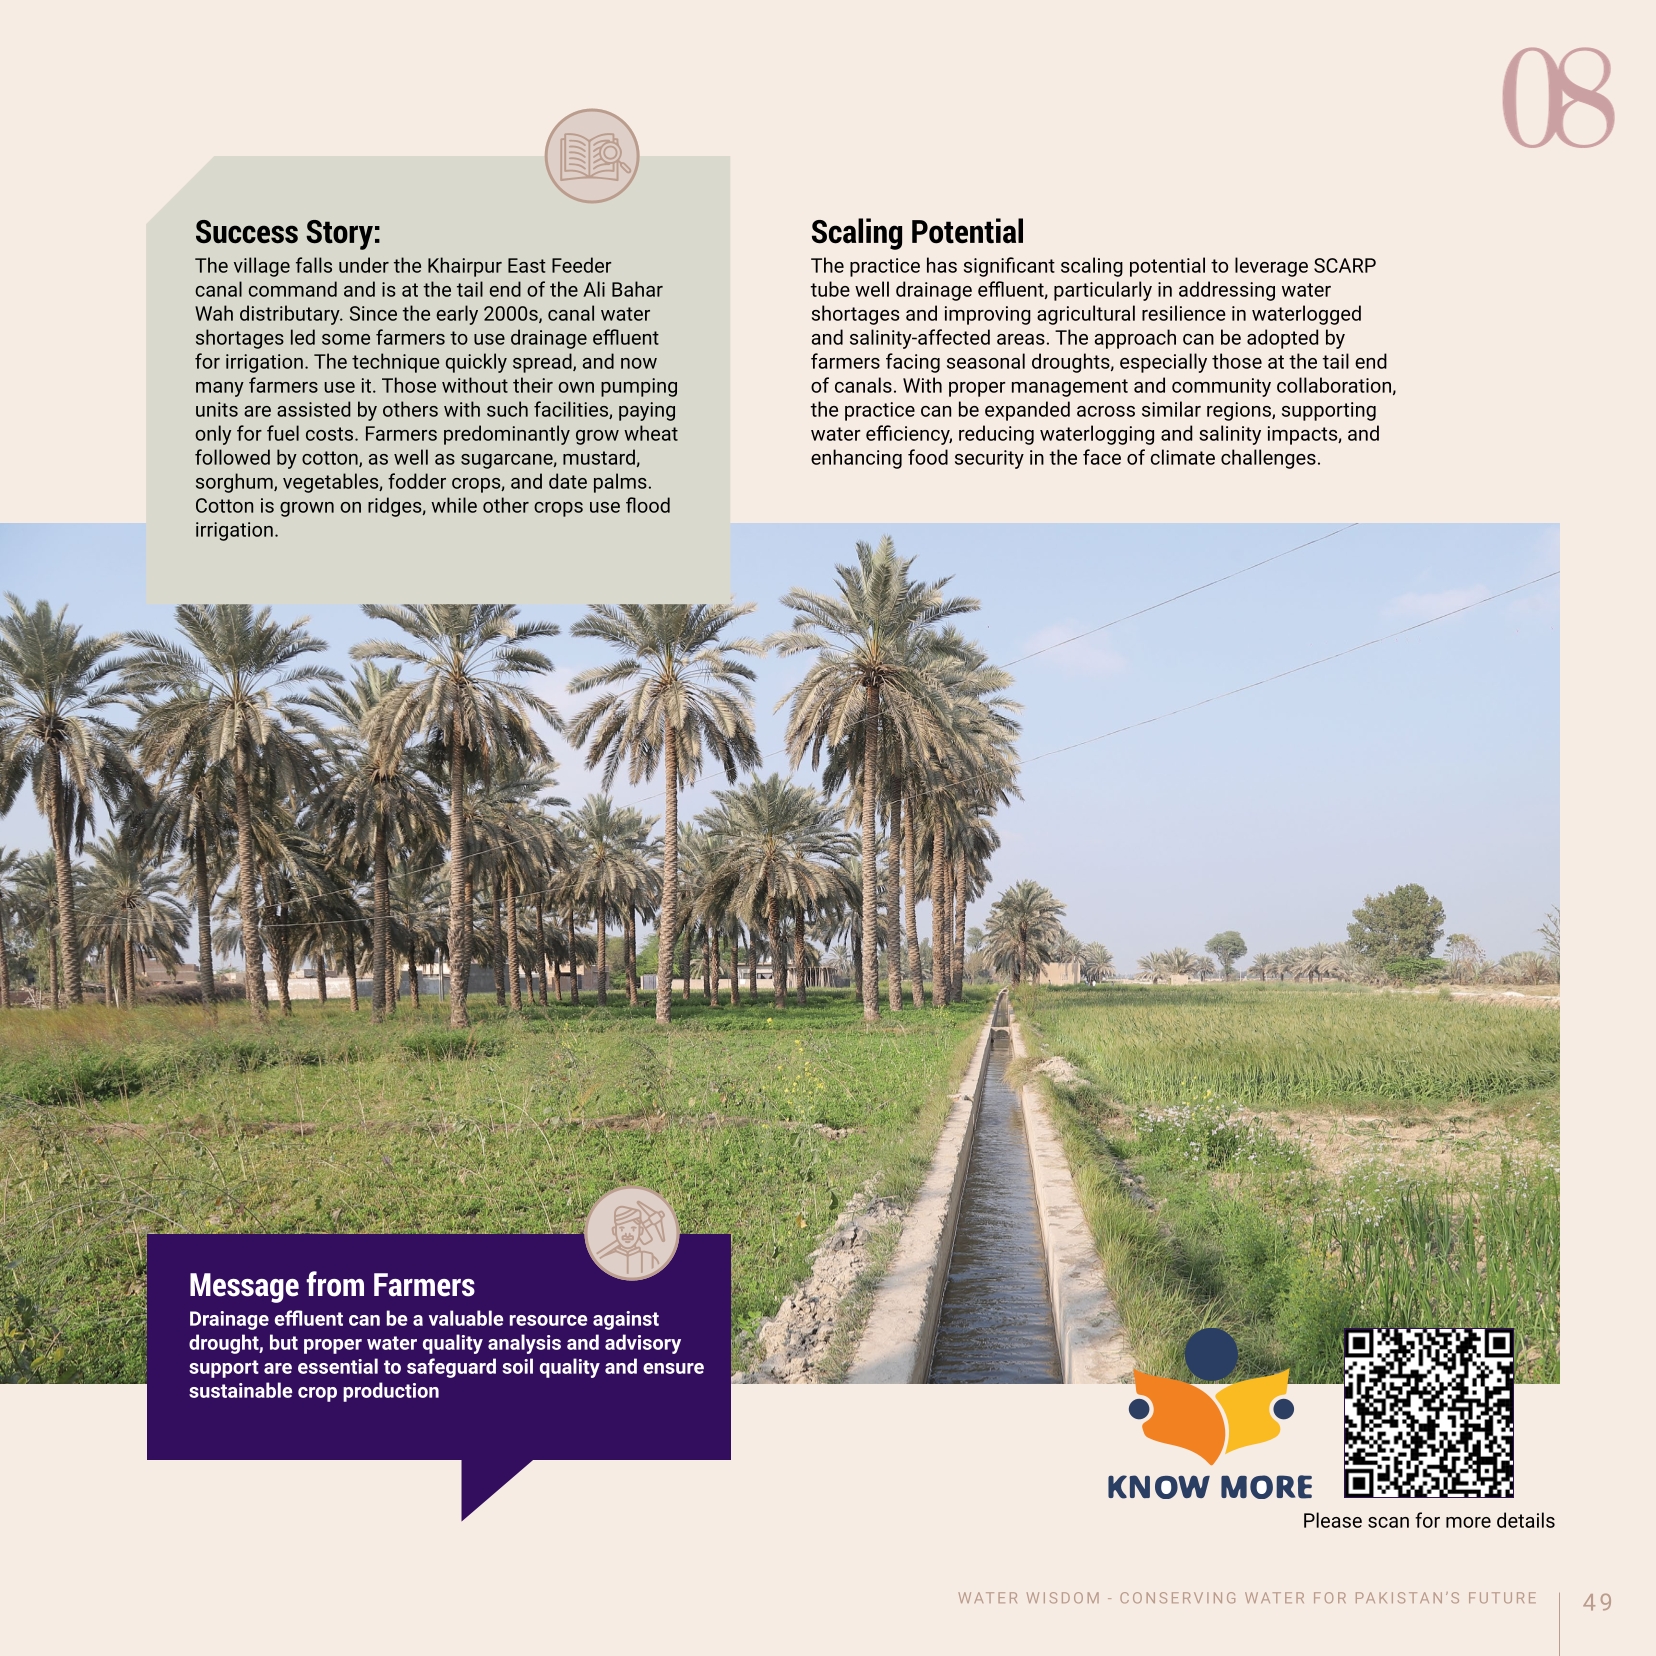 08
Success Story:
The village falls under the Khairpur East Feeder
canal command and is at the tail end of the Ali Bahar
Wah distributary. Since the early 2000s, canal water
shortages led some farmers to use drainage effluent
for irrigation. The technique quickly spread, and now
many farmers use it. Those without their own pumping
units are assisted by others with such facilities, paying
only for fuel costs. Farmers predominantly grow wheat
followed by cotton, as well as sugarcane, mustard,
sorghum, vegetables, fodder crops, and date palms.
Cotton is grown on ridges, while other crops use flood
irrigation.
Scaling Potential
The practice has significant scaling potential to leverage SCARP
tube well drainage effluent, particularly in addressing water
shortages and improving agricultural resilience in waterlogged
and salinity-affected areas. The approach can be adopted by
farmers facing seasonal droughts, especially those at the tail end
of canals. With proper management and community collaboration,
the practice can be expanded across similar regions, supporting
water efficiency, reducing waterlogging and salinity impacts, and
enhancing food security in the face of climate challenges.
Message from Farmers
Drainage effluent can be a valuable resource against
drought, but proper water quality analysis and advisory
support are essential to safeguard soil quality and ensure
sustainable crop production
KNOW MORE
Please scan for more details
WATER WISDOM - CONSERVING WATER FOR PAKISTAN'S FUTURE
49